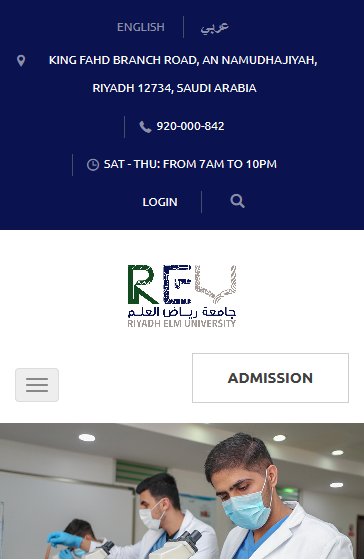 ENGLISH عربي
KING FAHD BRANCH ROAD, AN NAMUDHAJIYAH,
RIYADH 12734, SAUDI ARABIA
920-000-842
SAT - THU: FROM 7AM TO 10PM
LOGIN
REU
جامعة رياض العلم
RIYADH ELM UNIVERSITY
ADMISSION